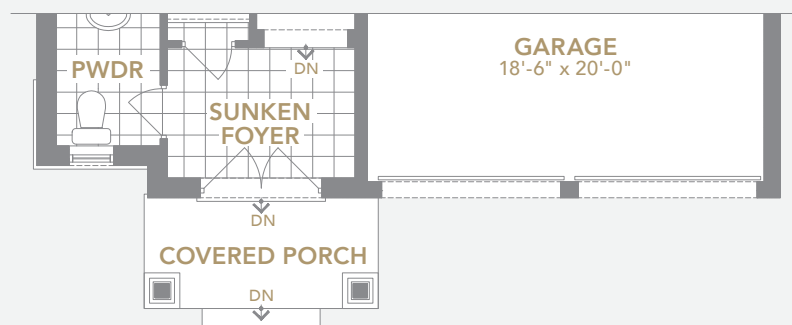 GARAGE
18'-6" x 20'-0"
PWDR
DN
SUNKEN
FOYER
DN
COVERED PORCH
DN